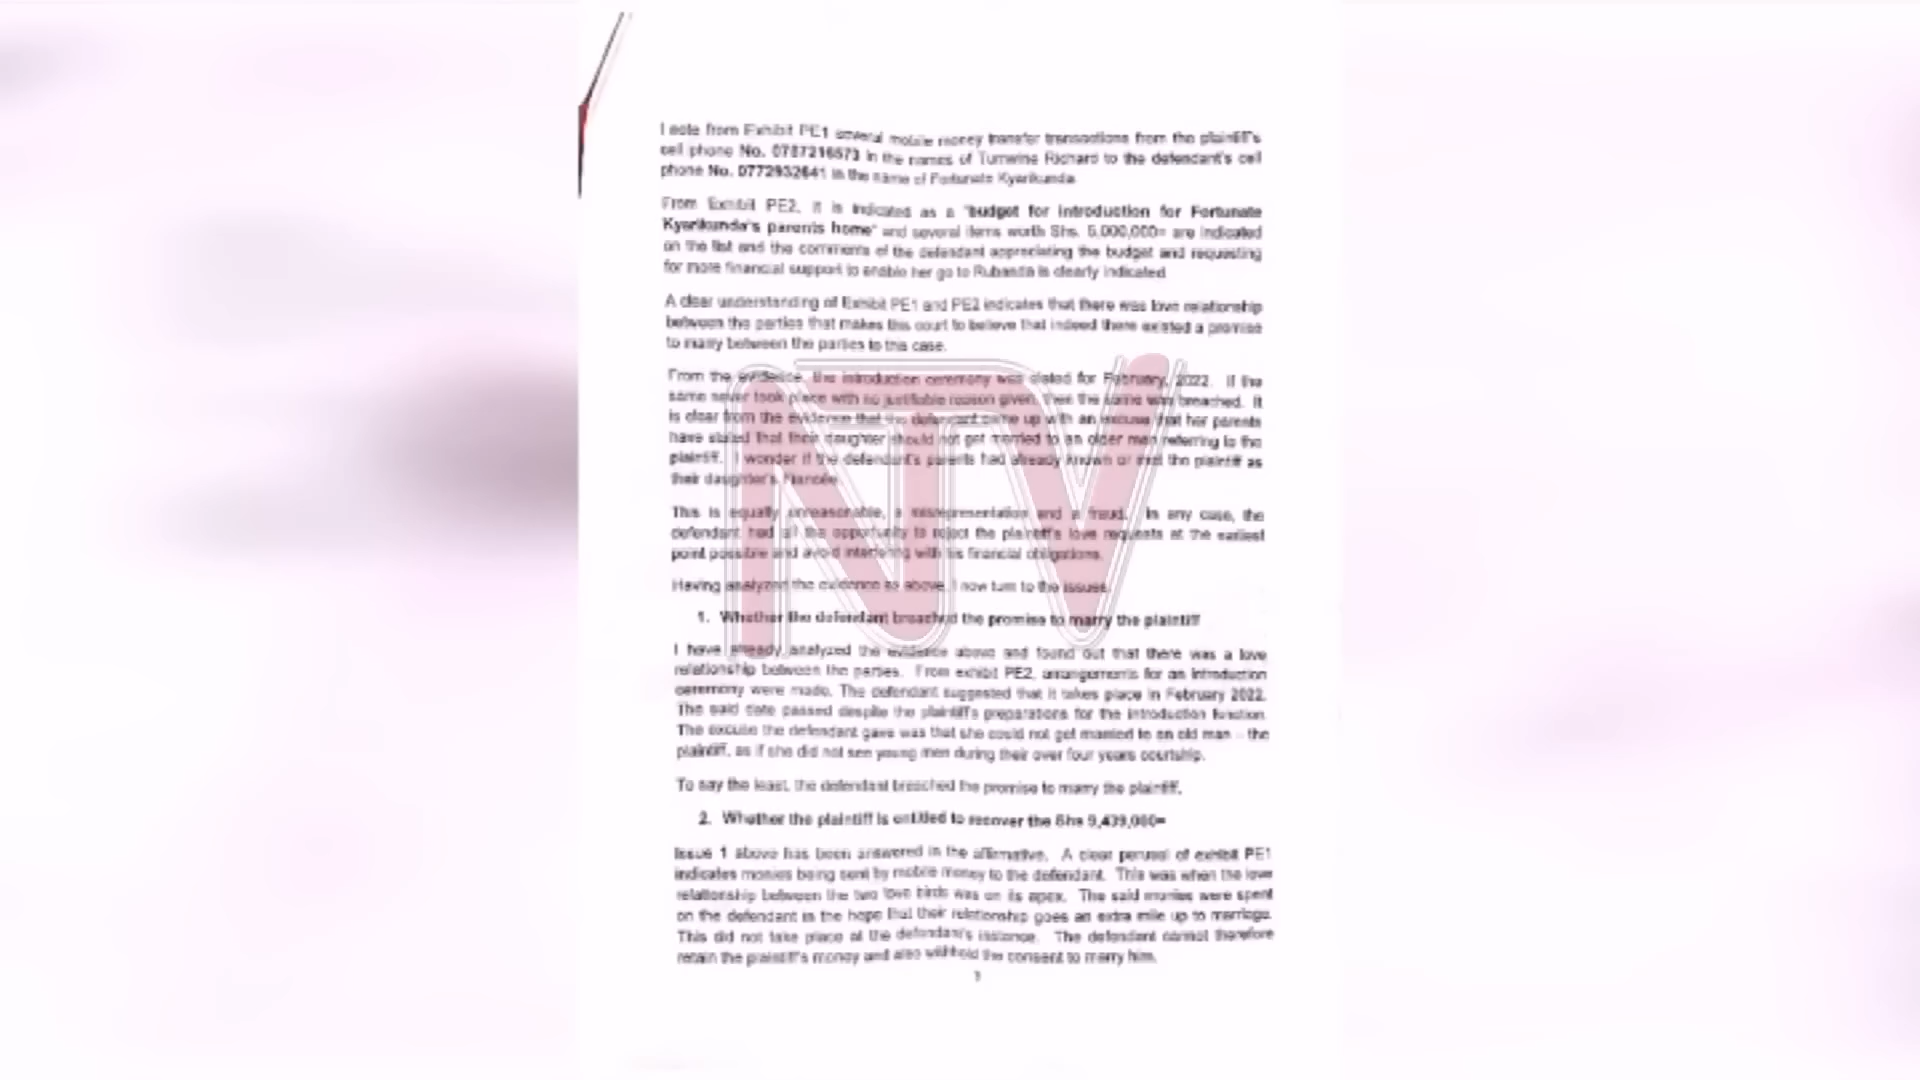 I note from Exhibit PE1 several mobile money transfer transactions from the plaintiff's
cell phone No. 0787216573 in the names of Tumwine Richard to the defendant's cell
phone No. 0772932641 in the name of Fortunate Kyarikunda.
From Exhibit PE2, it is indicated as a "budget for introduction for Fortunate
Kyarikunda's parents home" and several items worth Shs. 5,000,000= are indicated
on the list and the comments of the defendant appreciating the budget and requesting
for more financial support to enable her go to Rubanda is clearly indicated
A clear understanding of Exhibit PE1 and PE2 indicates that there was love relationship
between the parties that makes this court to believe that indeed there existed a promise
to marry between the parties to this case.
From the evidence, the introduction ceremony was slated for February, 2022. If the
same never took place with no justifiable reason given, then the same was breached. It
is clear from the evidence that the defendant came up with an excuse that her parents
have stated that their daughter should not get married to an older man referring to the
plaintiff. I wonder if the defendant's parents had already known or met the plaintiff as
their daughter's Fiancée.
This is equally unreasonable, a misrepresentation and a fraud. In any case, the
defendant had all the opportunity to reject the plaintiff's love requests at the earliest
point possible and avoid interfering with his financial obligations.
Having analyzed the evidence as above, I now turn to the issues.
1. Whether the defendant breached the promise to marry the plaintiff
I have already analyzed the evidence above and found out that there was a love
relationship between the parties. From exhibit PE2, arrangements for an introduction
ceremony were made. The defendant suggested that it takes place in February 2022.
The said date passed despite the plaintiff's preparations for the introduction function.
The excuse the defendant gave was that she could not get married to an old man - the
plaintiff, as if she did not see young men during their over four years courtship.
To say the least, the defendant breached the promise to marry the plaintiff.
2. Whether the plaintiff is entitled to recover the Shs 9,439,000=
Issue 1 above has been answered in the affirmative. A clear perusal of exhibit PE1
indicates monies being sent by mobile money to the defendant. This was when the love
relationship between the two love birds was on its apex. The said monies were spent
on the defendant in the hope that their relationship goes an extra mile up to marriage.
This did not take place at the defendant's instance. The defendant cannot therefore
retain the plaintiff's money and also withhold the consent to marry him.
3
NTV